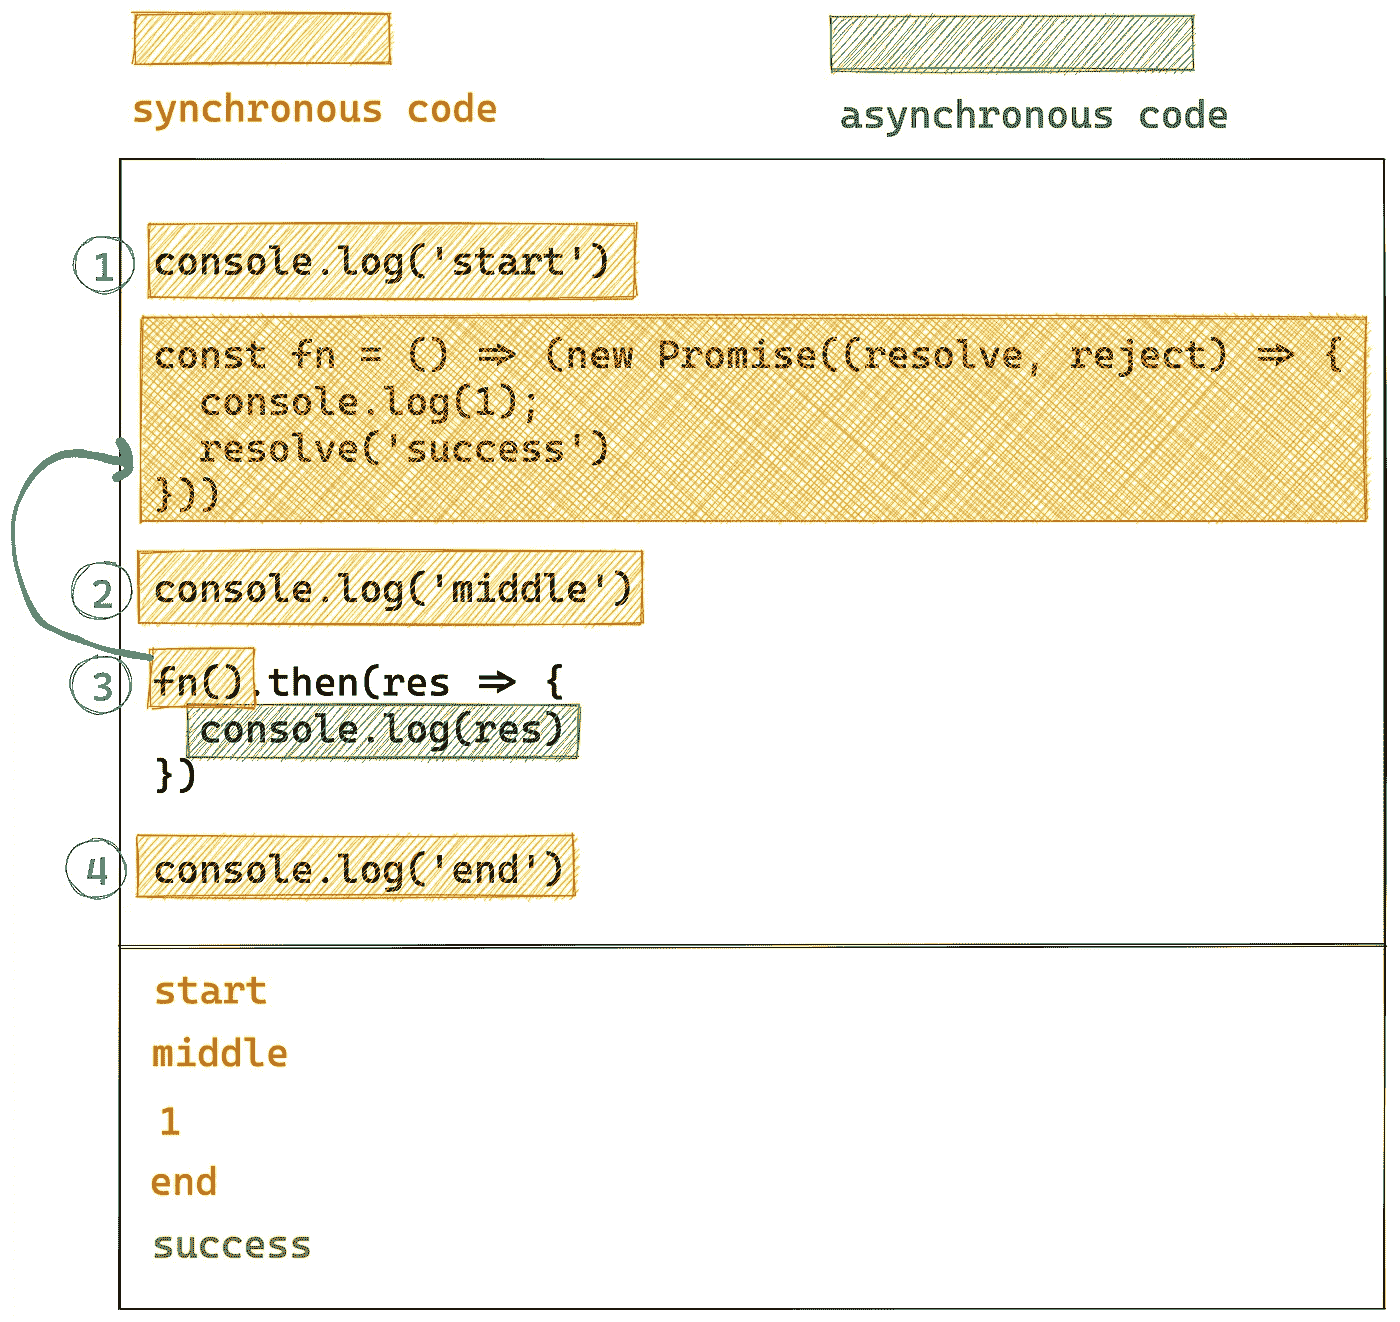 synchronous code
asynchronous code
1
console.log('start')
const fn = () => (new Promise((resolve, reject) => {
console.log(1);
resolve('success')
}))
2
console.log('middle')
3
fn().then(res => {
console.log(res)
})
4
console.log('end')
start
middle
1
end
success